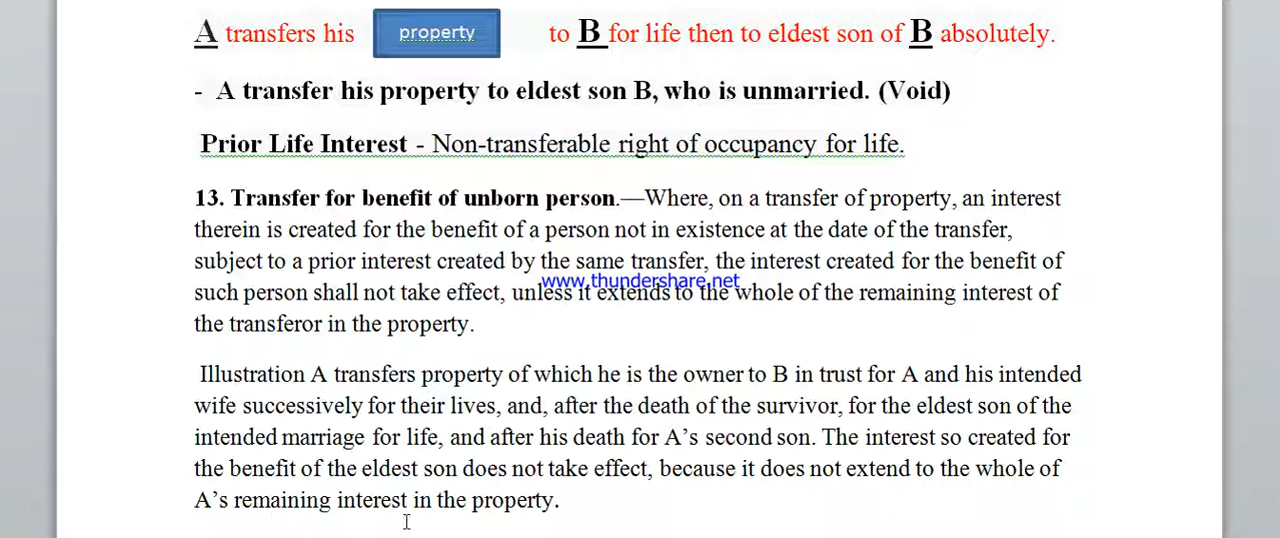 A transfers his property to B for life then to eldest son of B absolutely.
- A transfer his property to eldest son B, who is unmarried. (Void)
Prior Life Interest - Non-transferable right of occupancy for life.
13. Transfer for benefit of unborn person.—Where, on a transfer of property, an interest
therein is created for the benefit of a person not in existence at the date of the transfer,
subject to a prior interest created by the same transfer, the interest created for the benefit of
www.thundershare.net
such person shall not take effect, unless it extends to the whole of the remaining interest of
the transferor in the property.
Illustration A transfers property of which he is the owner to B in trust for A and his intended
wife successively for their lives, and, after the death of the survivor, for the eldest son of the
intended marriage for life, and after his death for A’s second son. The interest so created for
the benefit of the eldest son does not take effect, because it does not extend to the whole of
A’s remaining interest in the property.